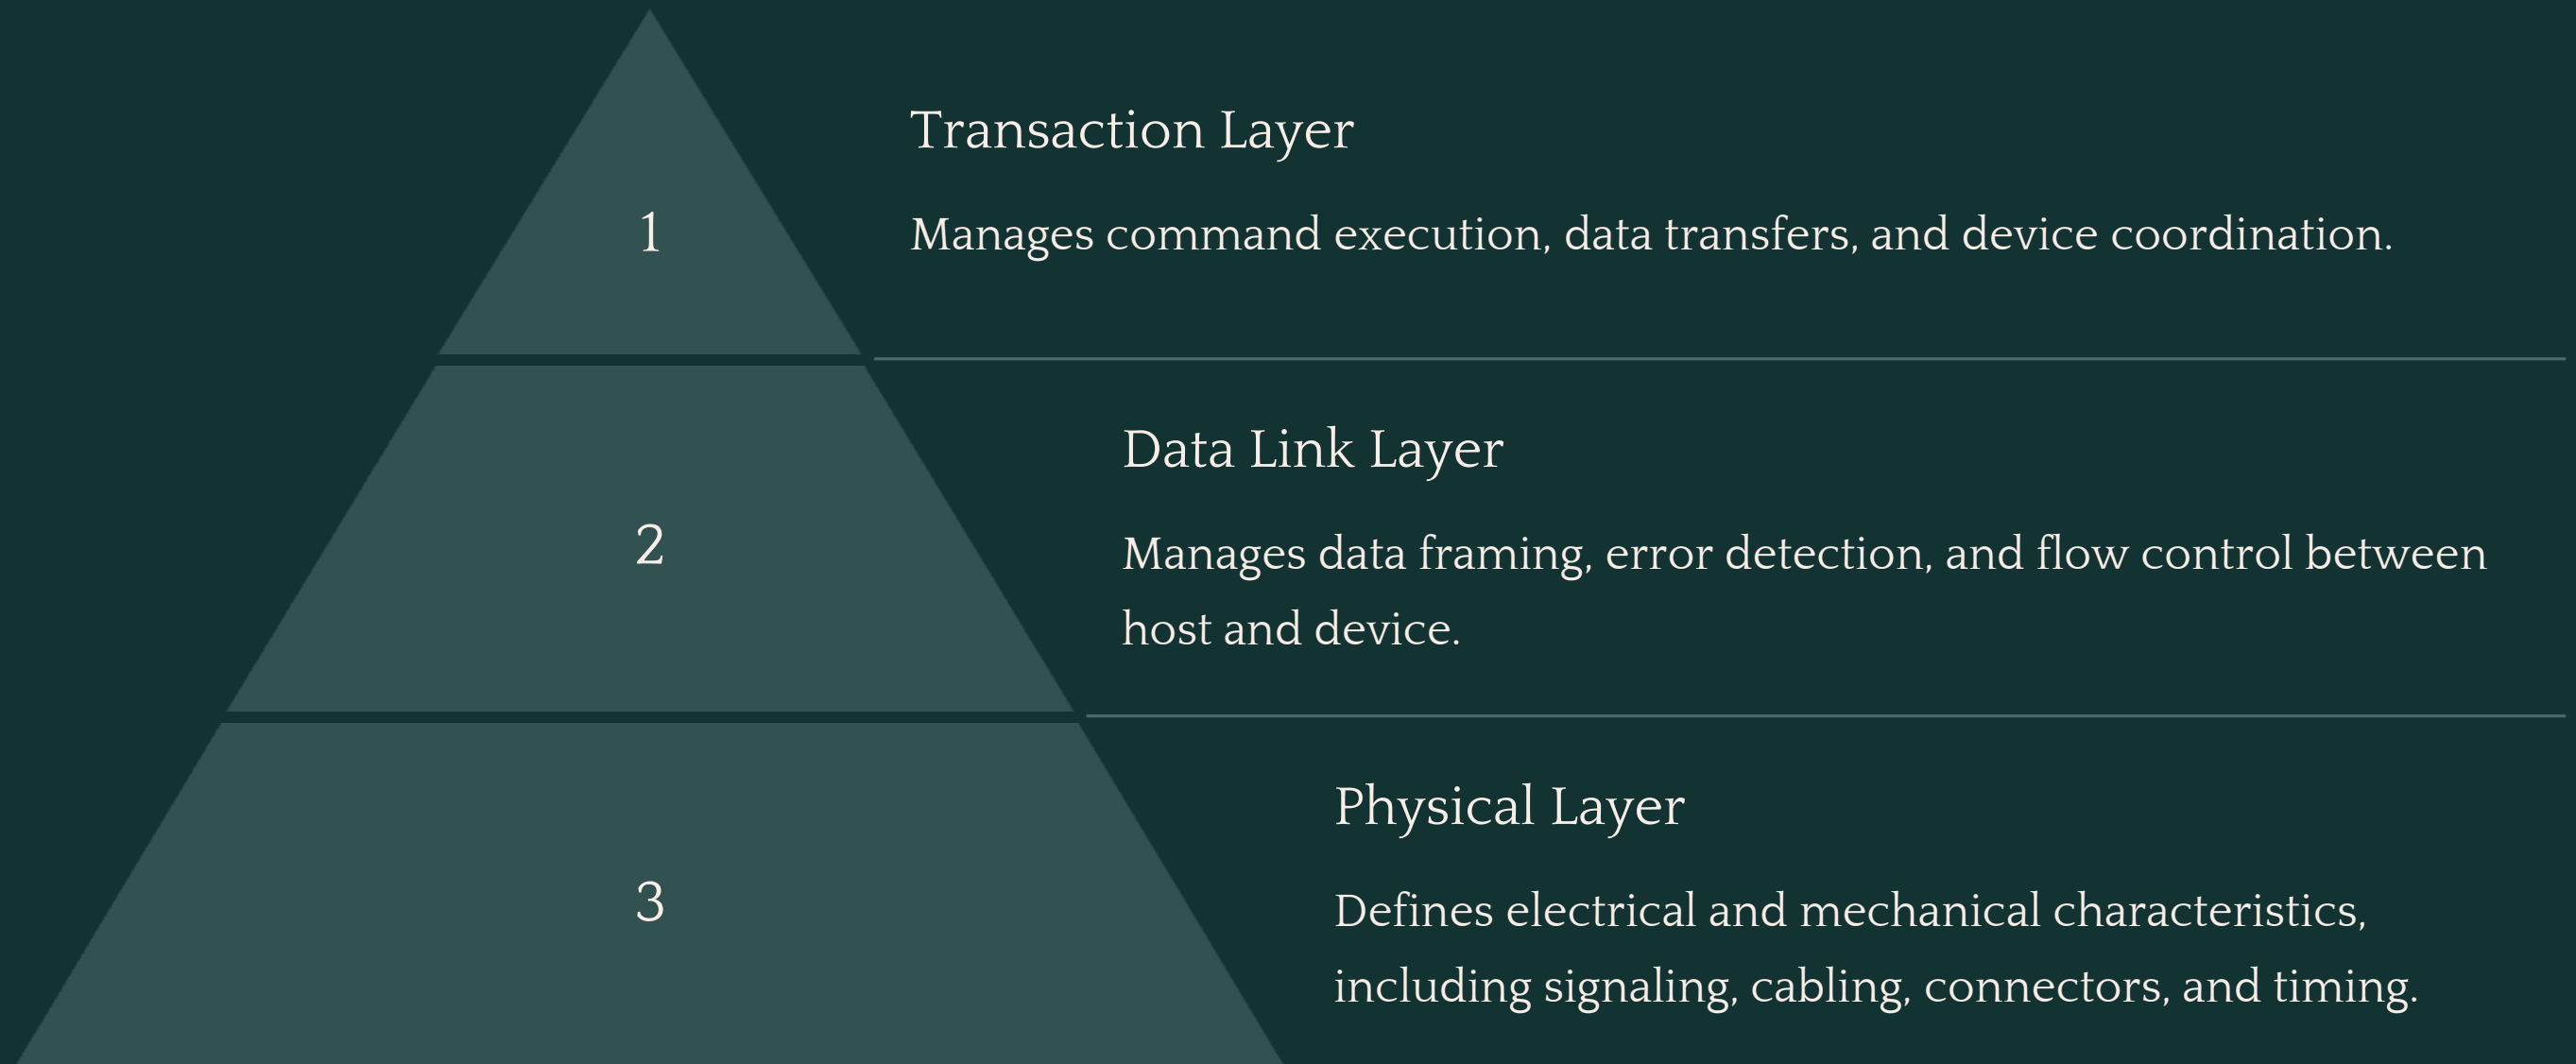 1
Transaction Layer
Manages command execution, data transfers, and device coordination.
2
Data Link Layer
Manages data framing, error detection, and flow control between
host and device.
3
Physical Layer
Defines electrical and mechanical characteristics,
including signaling, cabling, connectors, and timing.